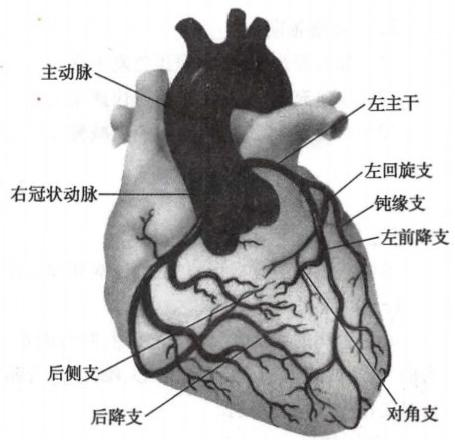 主动脉
左主干
左回旋支
右冠状动脉
钝缘支
左前降支
后侧支
后降支
对角支